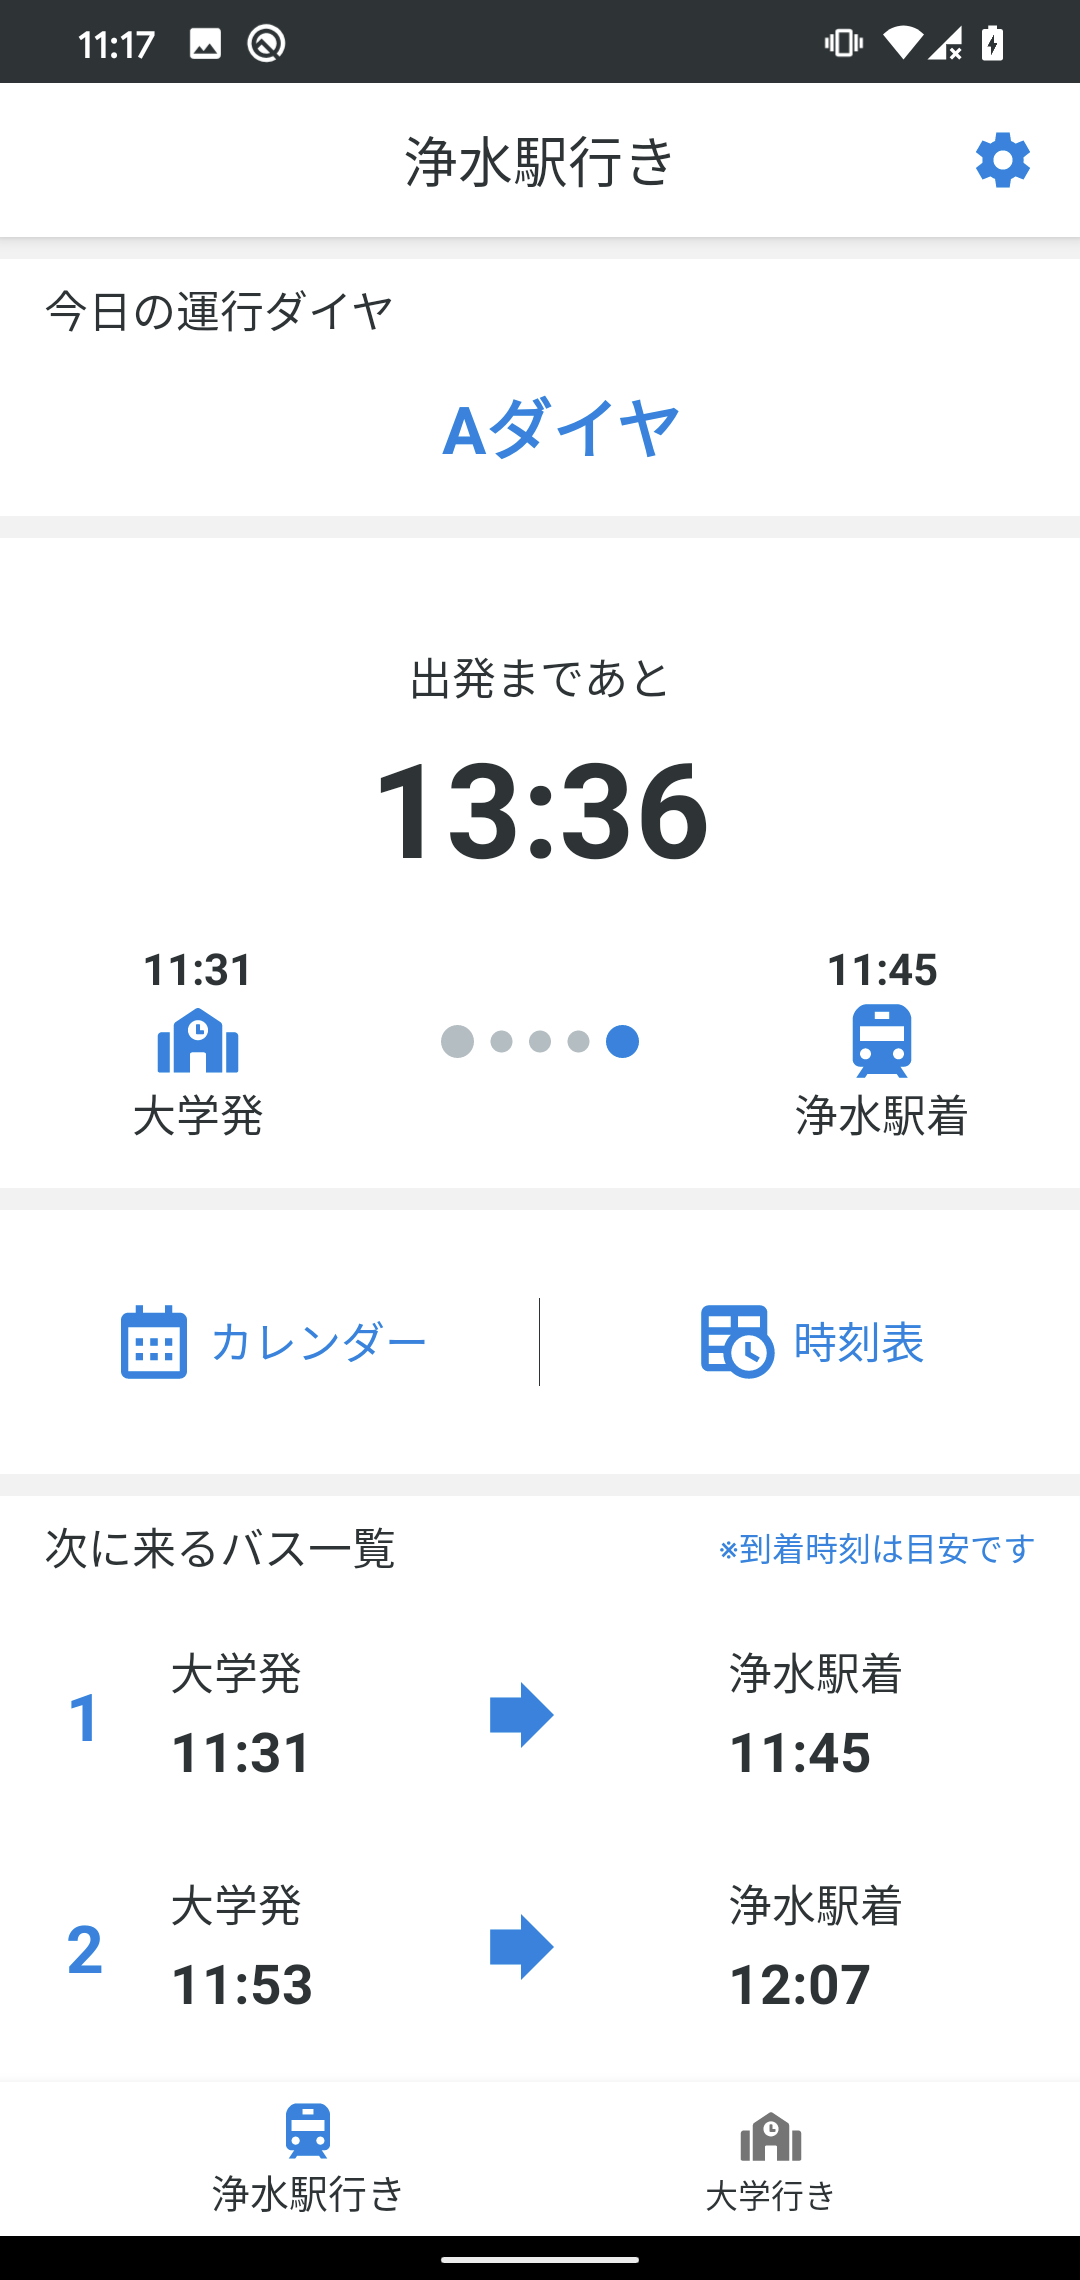 11:17
浄水駅行き
今日の運行ダイヤ
Aダイヤ
出発まであと
13:36
11:31
11:45
大学発
浄水駅着
カレンダー
時刻表
次に来るバス一覧
※到着時刻は目安です
大学発
浄水駅着
1
11:31
11:45
大学発
浄水駅着
2
11:53
12:07
浄水駅行き
大学行き